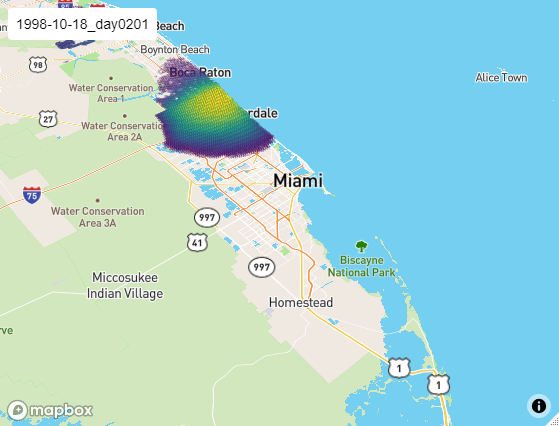 1998-10-18_day0201
Beach
Boynton Beach
98
Boca Raton
Water Conservation
Area 1
Alice Town
27
Water Conserva
Area 2A
rdale
75
Miami
Water Conservation
Area 3A
997
41
Biscayne
National Park
997
Miccosukee
Indian Village
Homestead
rve
1
1
mapbox